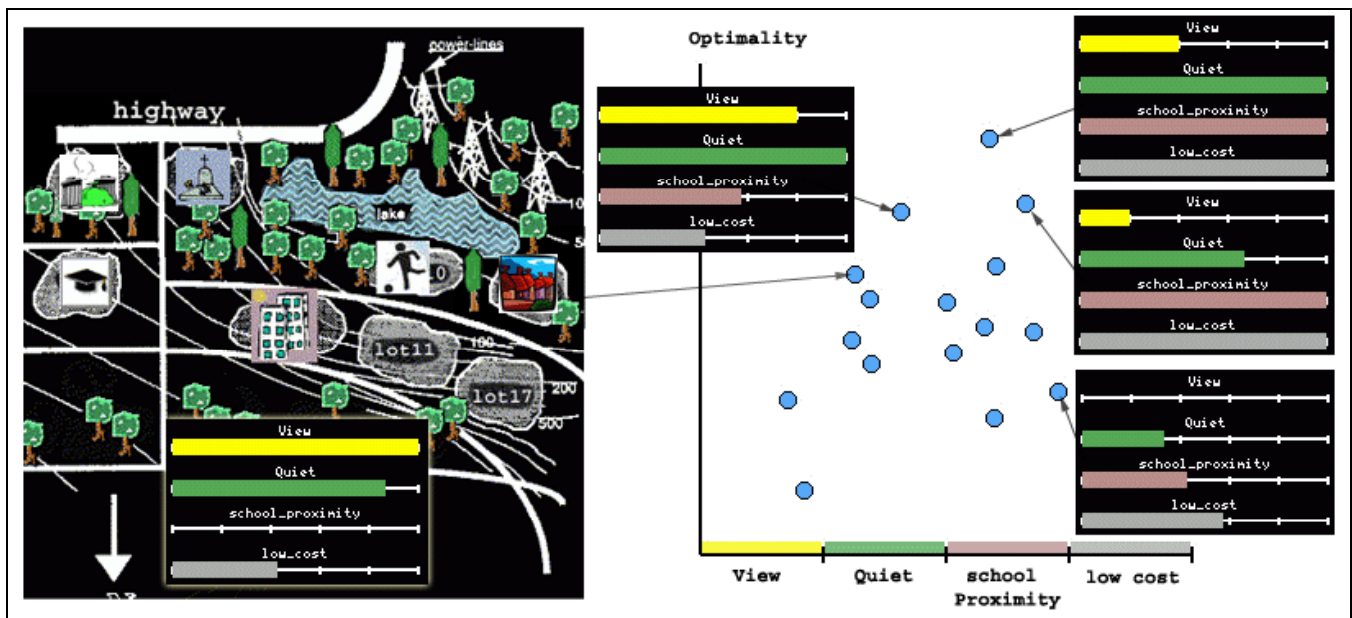 power-lines
highway
lake
10
50
0
lot11
100
lot17
200
500
View
Quiet
school_proximity
low_cost
Optimality
View
Quiet
school_proximity
low_cost
View
Quiet
school_proximity
low_cost
View
Quiet
school_proximity
low_cost
View
Quiet
school_proximity
low_cost
View Quiet school low cost
Proximity